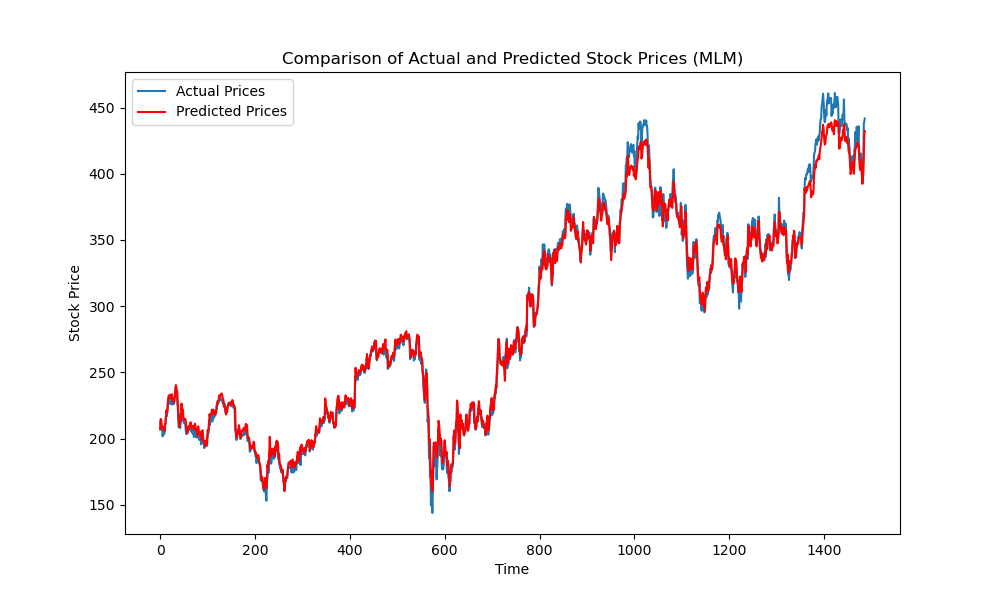 Comparison of Actual and Predicted Stock Prices (MLM)
Actual Prices
Predicted Prices
Stock Price
450
400
350
300
250
200
150
0 200 400 600 800 1000 1200 1400
Time